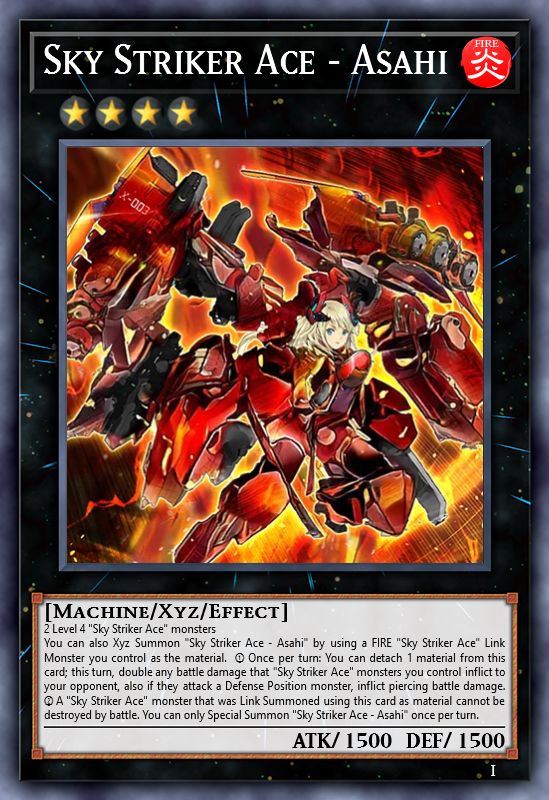 Sky Striker Ace - Asahi
FIRE
炎
X-003
[Machine/Xyz/Effect]
2 Level 4 "Sky Striker Ace" monsters
You can also Xyz Summon "Sky Striker Ace - Asahi" by using a FIRE "Sky Striker Ace" Link
Monster you control as the material. ① Once per turn: You can detach 1 material from this
card; this turn, double any battle damage that "Sky Striker Ace" monsters you control inflict to
your opponent, also if they attack a Defense Position monster, inflict piercing battle damage.
② A "Sky Striker Ace" monster that was Link Summoned using this card as material cannot be
destroyed by battle. You can only Special Summon "Sky Striker Ace - Asahi" once per turn.
ATK/ 1500 DEF/ 1500
I